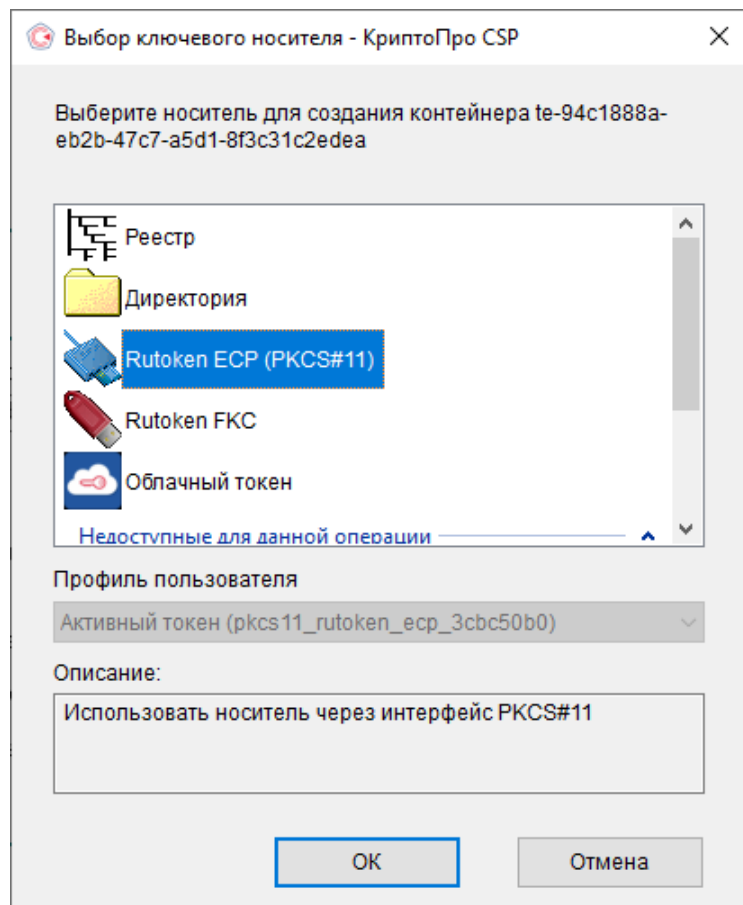 Выбор ключевого носителя - КриптоПро CSP
Выберите носитель для создания контейнера te-94c1888a-
eb2b-47c7-a5d1-8f3c31c2edea
Реестр
Директория
Rutoken ECP (PKCS#11)
Rutoken FKC
Облачный токен
Недоступные для данной операции
Профиль пользователя
Активный токен (pkcs11_rutoken_ecp_3cbc50b0)
Описание:
Использовать носитель через интерфейс PKCS#11
ОК
Отмена